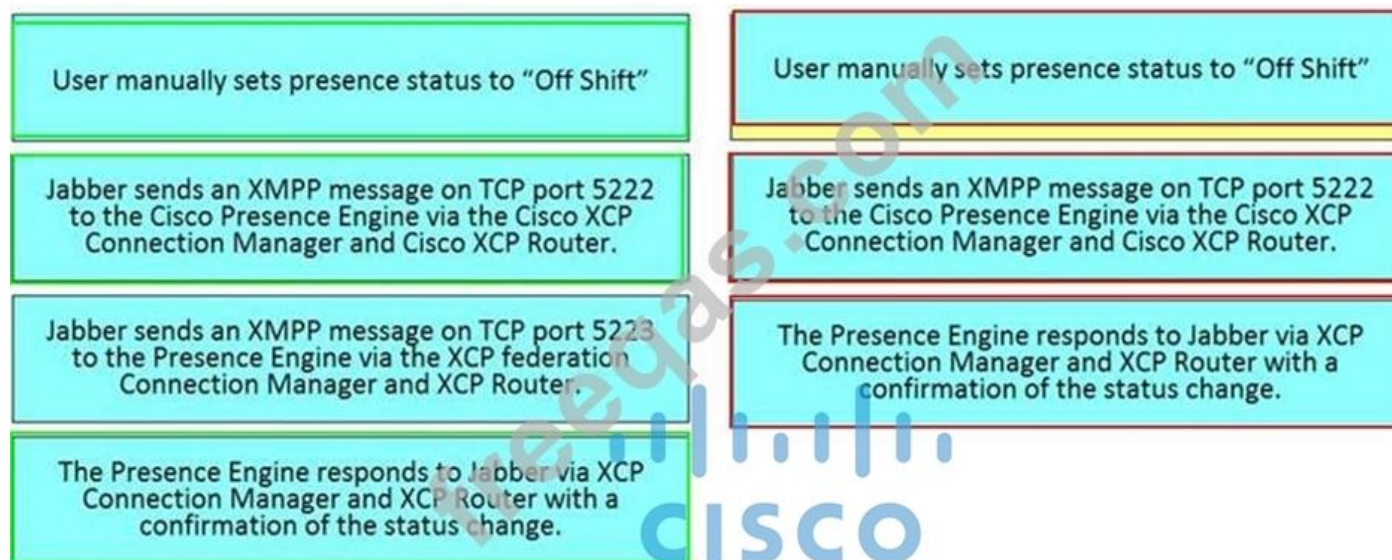 User manually sets presence status to “Off Shift”
Jabber sends an XMPP message on TCP port 5222
to the Cisco Presence Engine via the Cisco XCP
Connection Manager and Cisco XCP Router.
Jabber sends an XMPP message on TCP port 5223
to the Presence Engine via the XCP federation
Connection Manager and XCP Router.
The Presence Engine responds to Jabber via XCP
Connection Manager and XCP Router with a
confirmation of the status change.
User manually sets presence status to “Off Shift”
Jabber sends an XMPP message on TCP port 5222
to the Cisco Presence Engine via the Cisco XCP
Connection Manager and Cisco XCP Router.
The Presence Engine responds to Jabber via XCP
Connection Manager and XCP Router with a
confirmation of the status change.
freeqas.com
CISCO